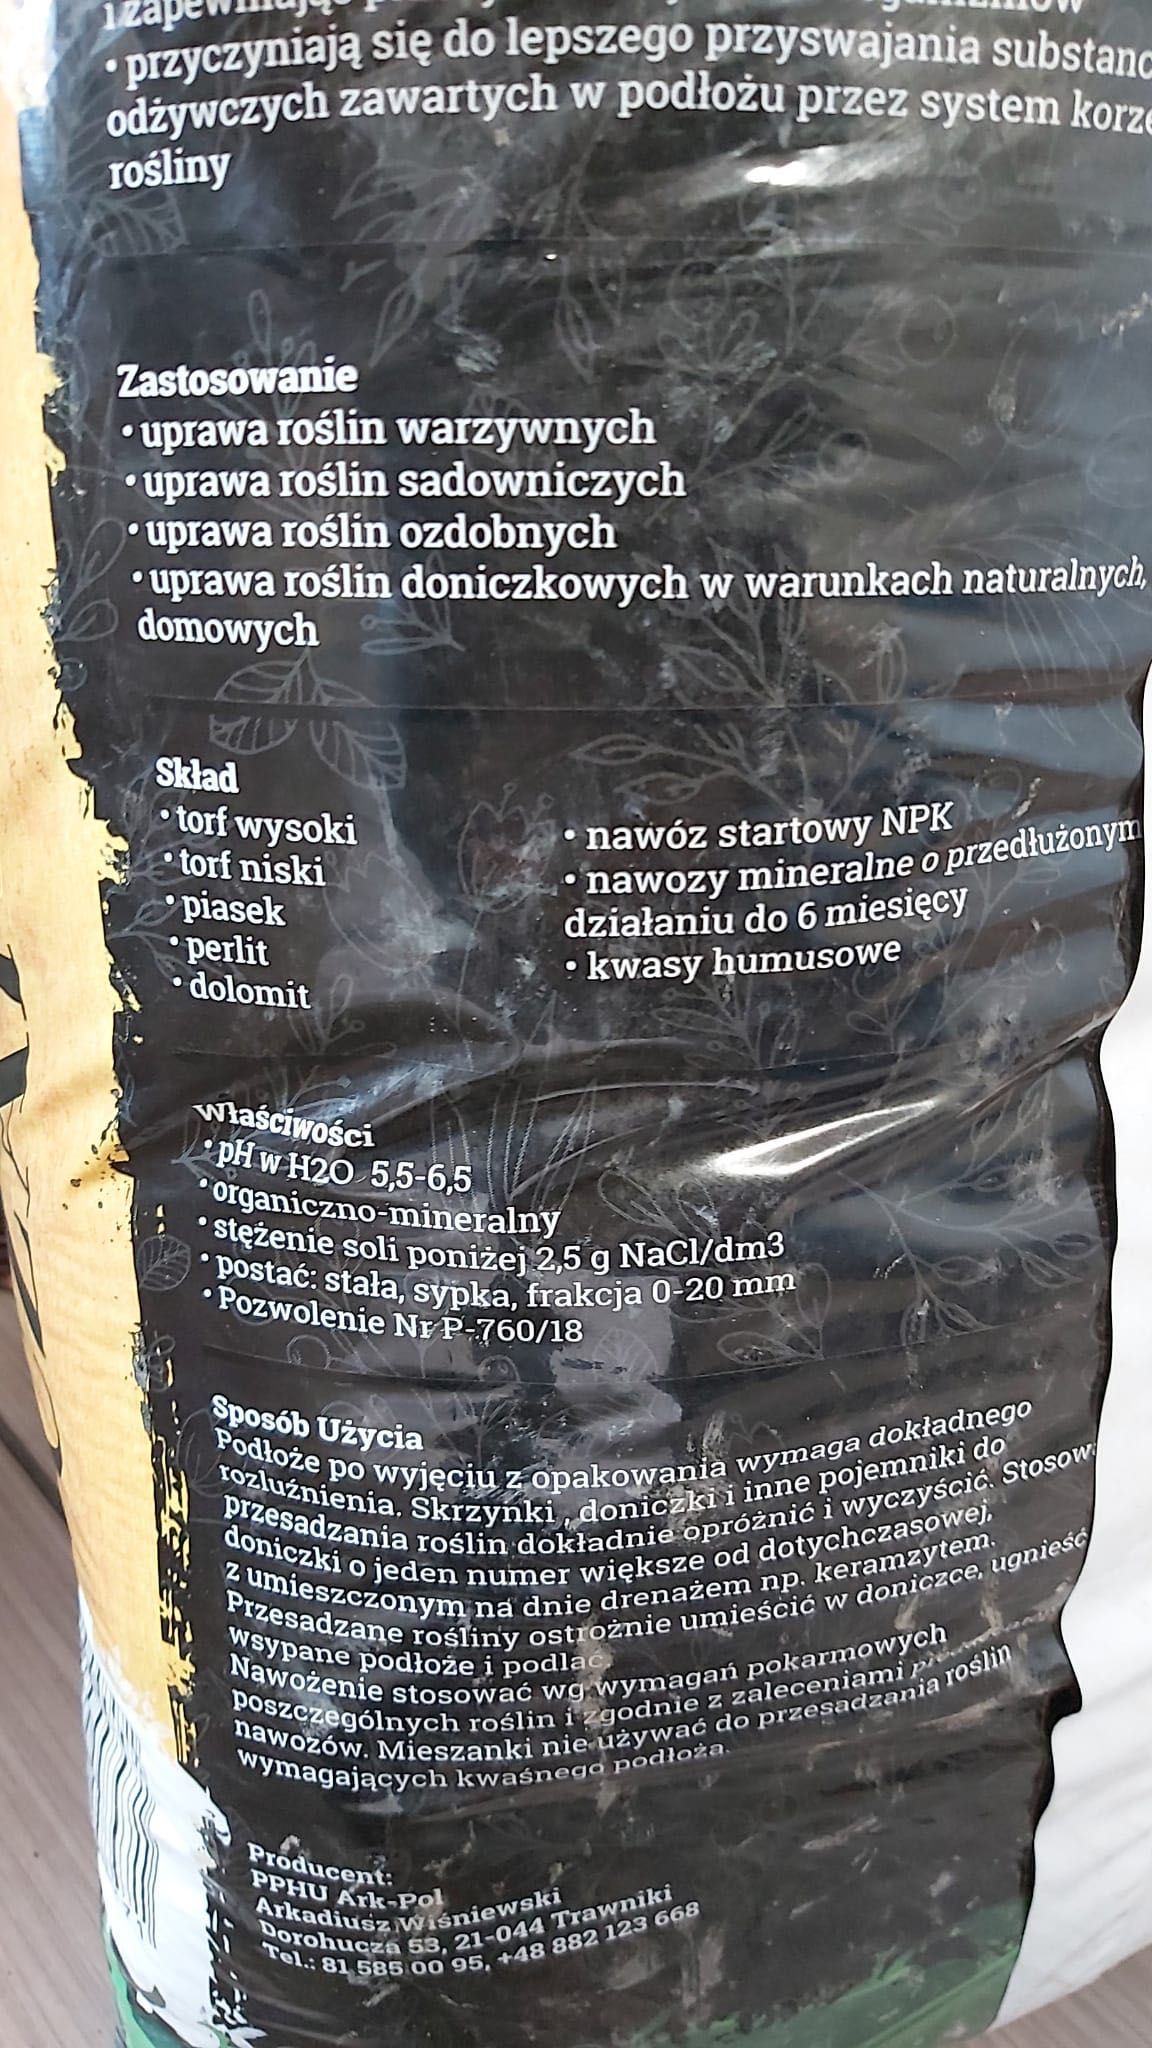 i zapewniając
• przyczyniają się do lepszego przyswajania substanc
odżywczych zawartych w podłożu przez system korze
rośliny
Zastosowanie
• uprawa roślin warzywnych
• uprawa roślin sadowniczych
• uprawa roślin ozdobnych
• uprawa roślin doniczkowych w warunkach naturalnych,
domowych
Skład
• torf wysoki
• torf niski
• piasek
• perlit
• dolomit
• nawóz startowy NPK
• nawozy mineralne o przedłużonym
działaniu do 6 miesięcy
• kwasy humusowe
Właściwości
• pH w H2O 5,5-6,5
• organiczno-mineralny
• stężenie soli poniżej 2,5 g NaCl/dm3
• postać: stała, sypka, frakcja 0-20 mm
• Pozwolenie Nr P-760/18
Sposób Użycia
Podłoże po wyjęciu z opakowania wymaga dokładnego
rozluźnienia. Skrzynki , doniczki i inne pojemniki do
przesadzania roślin dokładnie opróżnić i wyczyścić. Stosow
doniczki o jeden numer większe od dotychczasowej,
z umieszczonym na dnie drenażem np. keramzytem.
Przesadzane rośliny ostrożnie umieścić w doniczce, ugnieść
wsypane podłoże i podlać.
Nawożenie stosować wg wymagań pokarmowych
poszczególnych roślin i zgodnie z zaleceniami
nawozów. Mieszanki nie używać do przesadzania roślin
wymagających kwaśnego podłoża.
Producent:
PPHU Ark-Pol
Arkadiusz Wiśniewski
Dorohucza 53, 21-044 Trawniki
Tel.: 81 585 00 95, +48 882 123 668